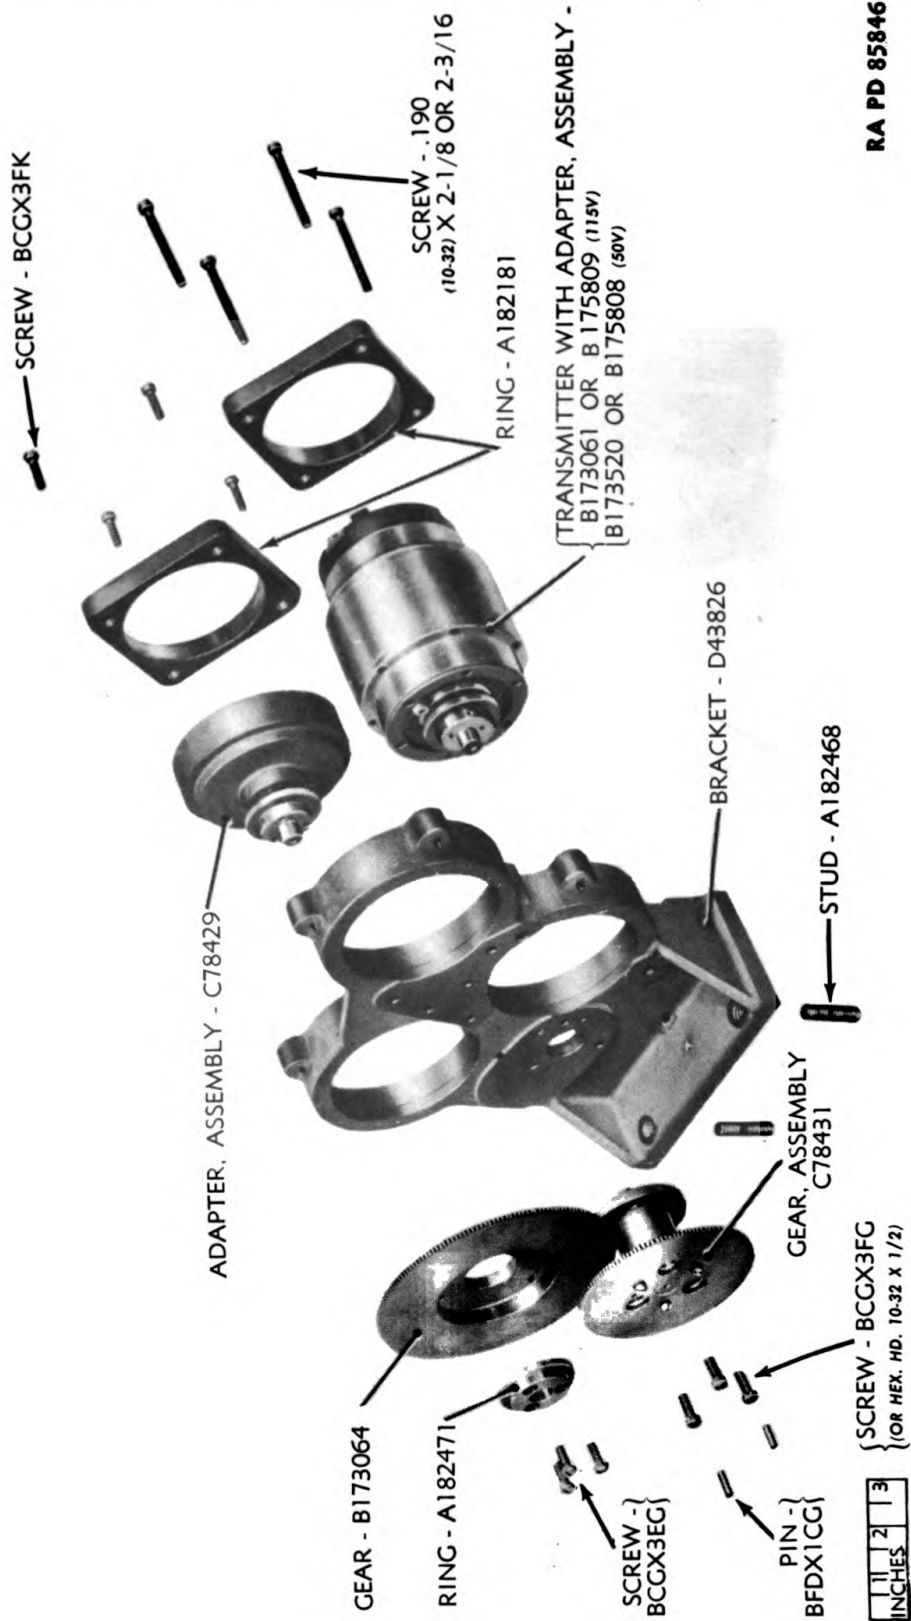 SCREW - BCGX3FK
SCREW - .190
(10-32) X 2-1/8 OR 2-3/16
RING - A182181
TRANSMITTER WITH ADAPTER, ASSEMBLY -
B173061 OR B 175809 (115V)
B173520 OR B175808 (50V)
ADAPTER, ASSEMBLY - C78429
BRACKET - D43826
STUD - A182468
GEAR, ASSEMBLY
C78431
GEAR - B173064
RING - A182471
SCREW -
BCGX3EG
PIN -
BFDX1CG
SCREW - BCGX3FG
(OR HEX. HD. 10-32 X 1/2)
1 2 3
INCHES
RA PD 85846